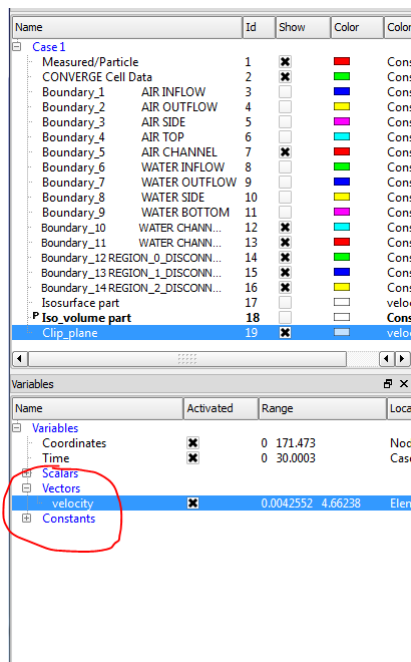 Name Id Show Color Color
Case 1
Measured/Particle 1 Cons
CONVERGE Cell Data 2 Cons
Boundary_1 AIR INFLOW 3 Cons
Boundary_2 AIR OUTFLOW 4 Cons
Boundary_3 AIR SIDE 5 Cons
Boundary_4 AIR TOP 6 Cons
Boundary_5 AIR CHANNEL 7 Cons
Boundary_6 WATER INFLOW 8 Cons
Boundary_7 WATER OUTFLOW 9 Cons
Boundary_8 WATER SIDE 10 Cons
Boundary_9 WATER BOTTOM 11 Cons
Boundary_10 WATER CHANN... 12 Cons
Boundary_11 WATER CHANN... 13 Cons
Boundary_12 REGION_0_DISCONN... 14 Cons
Boundary_13 REGION_1_DISCONN... 15 Cons
Boundary_14 REGION_2_DISCONN... 16 Cons
Isosurface part 17 velo
P Iso_volume part 18 Cons
Clip_plane 19 velo
Variables
Name Activated Range Loca
Variables
Coordinates 0 171.473 Nod
Time 0 30.0003 Case
Scalars
Vectors
velocity 0.0042552 4.66238 Elem
Constants